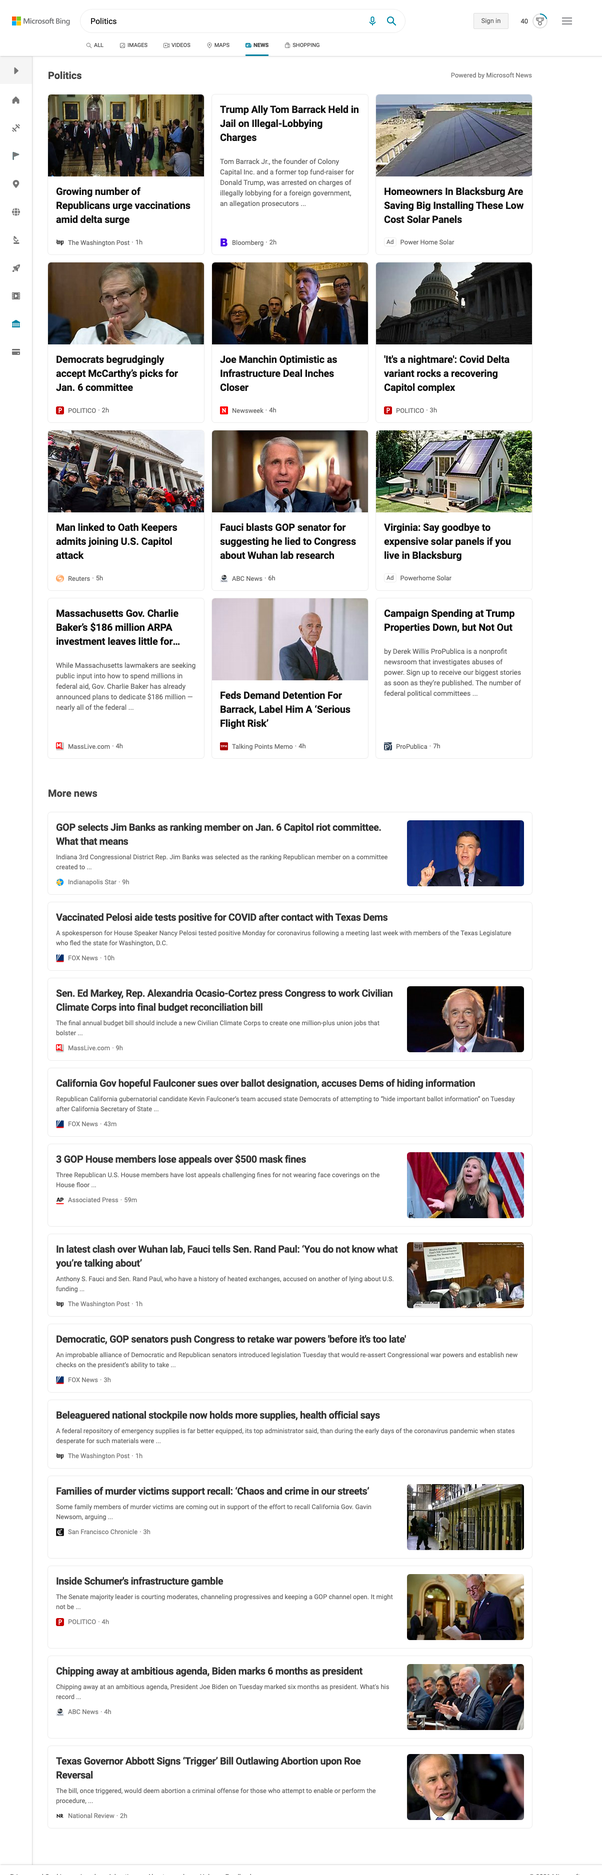 Microsoft Bing
Politics
Sign in
40
ALL
IMAGES
VIDEOS
MAPS
NEWS
SHOPPING
Politics
Powered by Microsoft News
Growing number of
Republicans urge vaccinations
amid delta surge
The Washington Post · 1h
Trump Ally Tom Barrack Held in
Jail on Illegal-Lobbying
Charges
Tom Barrack Jr., the founder of Colony
Capital Inc. and a former top fund-raiser for
Donald Trump, was arrested on charges of
illegally lobbying for a foreign government,
an allegation prosecutors ...
Bloomberg · 2h
Homeowners In Blacksburg Are
Saving Big Installing These Low
Cost Solar Panels
Ad Power Home Solar
Democrats begrudgingly
accept McCarthy's picks for
Jan. 6 committee
POLITICO · 2h
Joe Manchin Optimistic as
Infrastructure Deal Inches
Closer
Newsweek · 4h
'It's a nightmare': Covid Delta
variant rocks a recovering
Capitol complex
POLITICO · 3h
Man linked to Oath Keepers
admits joining U.S. Capitol
attack
Reuters · 5h
Fauci blasts GOP senator for
suggesting he lied to Congress
about Wuhan lab research
ABC News · 6h
Virginia: Say goodbye to
expensive solar panels if you
live in Blacksburg
Ad Powerhome Solar
Massachusetts Gov. Charlie
Baker's $186 million ARPA
investment leaves little for...
While Massachusetts lawmakers are seeking
public input into how to spend millions in
federal aid, Gov. Charlie Baker has already
announced plans to dedicate $186 million —
nearly all of the federal ...
MassLive.com · 4h
Feds Demand Detention For
Barrack, Label Him A 'Serious
Flight Risk'
Talking Points Memo · 4h
Campaign Spending at Trump
Properties Down, but Not Out
by Derek Willis ProPublica is a nonprofit
newsroom that investigates abuses of
power. Sign up to receive our biggest stories
as soon as they're published. The number of
federal political committees ...
ProPublica · 7h
More news
GOP selects Jim Banks as ranking member on Jan. 6 Capitol riot committee.
What that means
Indiana 3rd Congressional District Rep. Jim Banks was selected as the ranking Republican member on a committee
created to ...
Indianapolis Star · 9h
Vaccinated Pelosi aide tests positive for COVID after contact with Texas Dems
A spokesperson for House Speaker Nancy Pelosi tested positive Monday for coronavirus following a meeting last week with members of the Texas Legislature
who fled the state for Washington, D.C.
FOX News · 10h
Sen. Ed Markey, Rep. Alexandria Ocasio-Cortez press Congress to work Civilian
Climate Corps into final budget reconciliation bill
The final annual budget bill should include a new Civilian Climate Corps to create one million-plus union jobs that
bolster ...
MassLive.com · 9h
California Gov hopeful Faulconer sues over ballot designation, accuses Dems of hiding information
Republican California gubernatorial candidate Kevin Faulconer's team accused state Democrats of attempting to "hide important ballot information" on Tuesday
after California Secretary of State ...
FOX News · 43m
3 GOP House members lose appeals over $500 mask fines
Three Republican U.S. House members have lost appeals challenging fines for not wearing face coverings on the
House floor ...
AP Associated Press · 59m
In latest clash over Wuhan lab, Fauci tells Sen. Rand Paul: 'You do not know what
you're talking about'
Anthony S. Fauci and Sen. Rand Paul, who have a history of heated exchanges, accused on another of lying about U.S.
funding ...
The Washington Post · 1h
Democratic, GOP senators push Congress to retake war powers 'before it's too late'
An improbable alliance of Democratic and Republican senators introduced legislation Tuesday that would re-assert Congressional war powers and establish new
checks on the president's ability to take ...
FOX News · 3h
Beleaguered national stockpile now holds more supplies, health official says
A federal repository of emergency supplies is far better equipped, its top administrator said, than during the early days of the coronavirus pandemic when states
desperate for such materials were ...
The Washington Post · 1h
Families of murder victims support recall: 'Chaos and crime in our streets'
Some family members of murder victims are coming out in support of the effort to recall California Gov. Gavin
Newsom, arguing ...
San Francisco Chronicle · 3h
Inside Schumer's infrastructure gamble
The Senate majority leader is courting moderates, channeling progressives and keeping a GOP channel open. It might
not be ...
POLITICO · 4h
Chipping away at ambitious agenda, Biden marks 6 months as president
Chipping away at an ambitious agenda, President Joe Biden on Tuesday marked six months as president. What's his
record ...
ABC News · 4h
Texas Governor Abbott Signs 'Trigger' Bill Outlawing Abortion upon Roe
Reversal
The bill, once triggered, would deem abortion a criminal offense for those who attempt to enable or perform the
procedure, ...
NR National Review · 2h